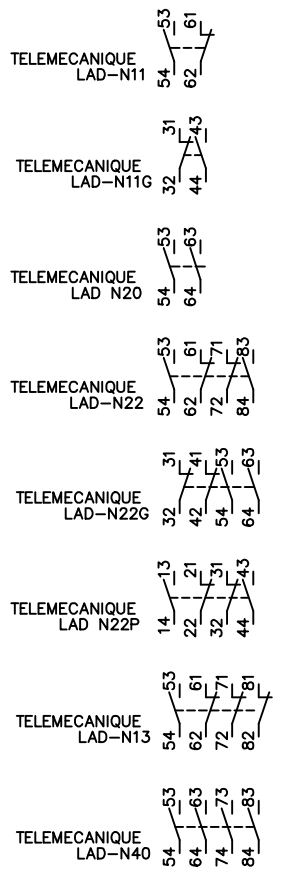 53 61
TELEMECANIQUE
LAD-N11
54 62
31 43
TELEMECANIQUE
LAD-N11G
32 44
53 63
TELEMECANIQUE
LAD N20
54 64
53 61 71 83
TELEMECANIQUE
LAD-N22
54 62 72 84
31 41 53 63
TELEMECANIQUE
LAD-N22G
32 42 54 64
13 21 31 43
TELEMECANIQUE
LAD N22P
14 22 32 44
53 61 71 81
TELEMECANIQUE
LAD-N13
54 62 72 82
53 63 73 83
TELEMECANIQUE
LAD-N40
54 64 74 84